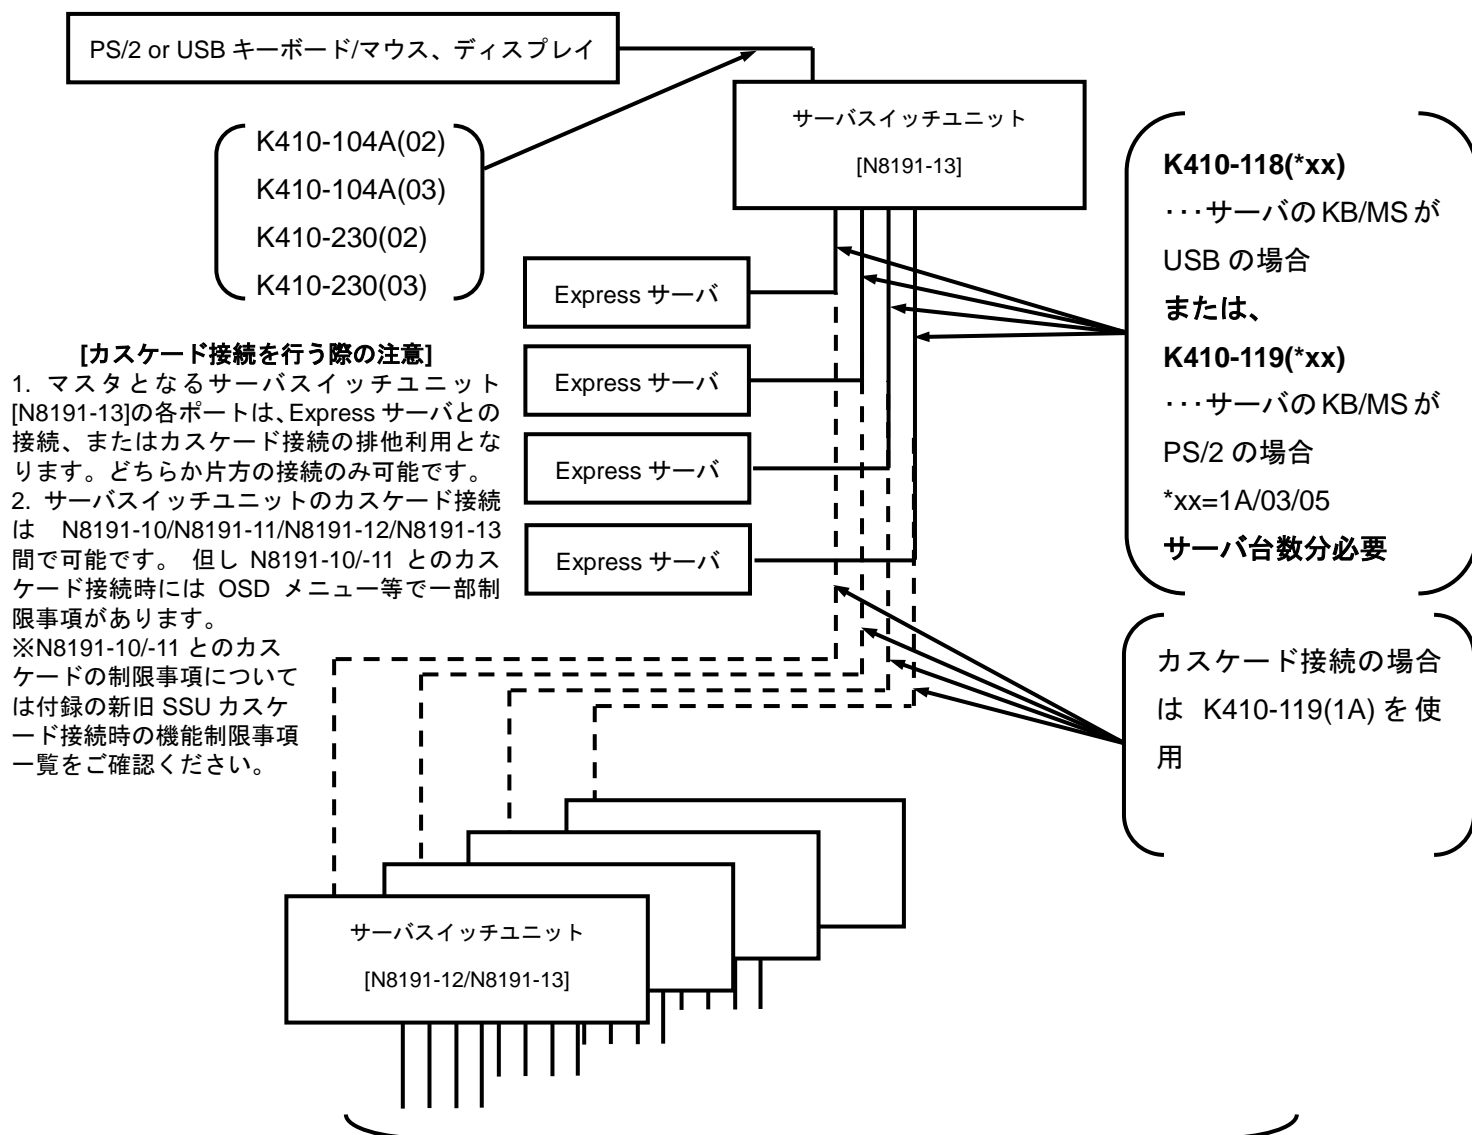 PS/2 or USB キーボード/マウス、ディスプレイ
サーバスイッチユニット
[N8191-13]
K410-104A(02)
K410-104A(03)
K410-230(02)
K410-230(03)
K410-118(*xx)
･･･サーバの KB/MS が
USB の場合
または、
K410-119(*xx)
･･･サーバの KB/MS が
PS/2 の場合
*xx=1A/03/05
サーバ台数分必要
Express サーバ
Express サーバ
Express サーバ
Express サーバ
[カスケード接続を行う際の注意]
1. マスタとなるサーバスイッチユニット
[N8191-13]の各ポートは、Express サーバとの
接続、またはカスケード接続の排他利用とな
ります。どちらか片方の接続のみ可能です。
2. サーバスイッチユニットのカスケード接続
は N8191-10/N8191-11/N8191-12/N8191-13
間で可能です。 但し N8191-10/-11 とのカス
ケード接続時には OSD メニュー等で一部制
限事項があります。
※N8191-10/-11 とのカス
ケードの制限事項について
は付録の新旧 SSU カスケ
ード接続時の機能制限事項
一覧をご確認ください。
カスケード接続の場合
は K410-119(1A) を使
用
サーバスイッチユニット
[N8191-12/N8191-13]